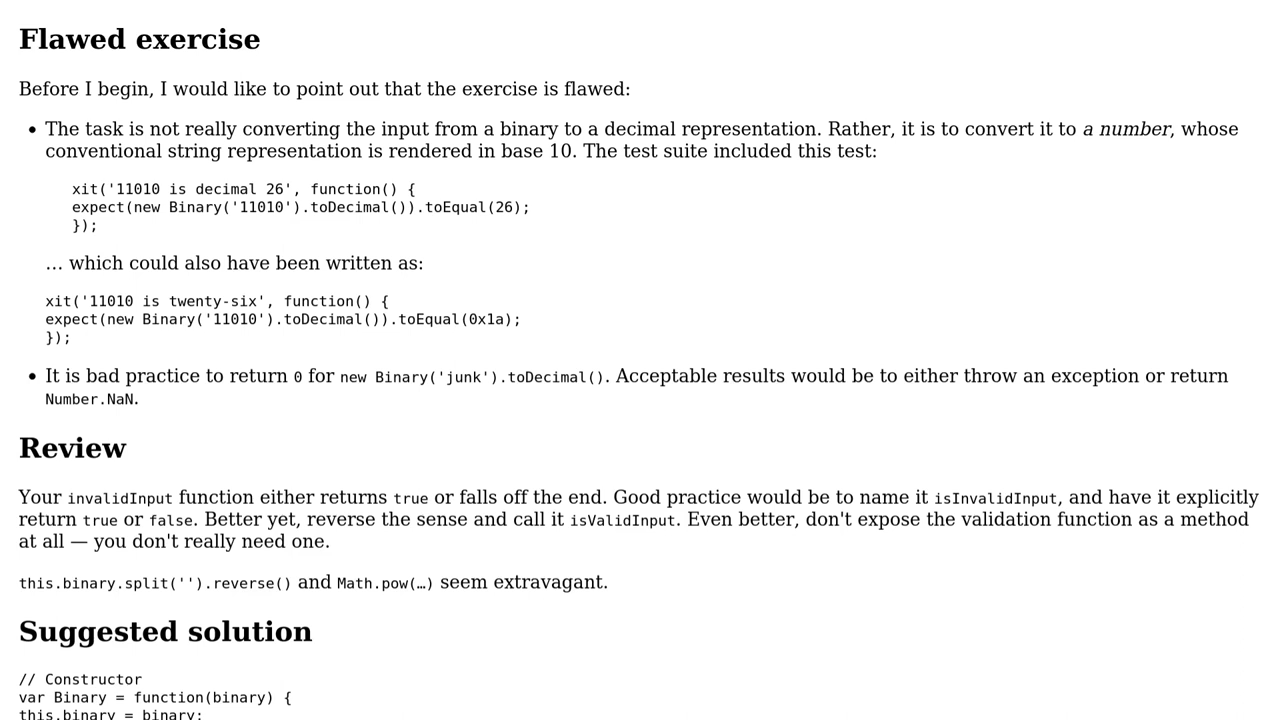 Flawed exercise
Before I begin, I would like to point out that the exercise is flawed:
• The task is not really converting the input from a binary to a decimal representation. Rather, it is to convert it to a number, whose
conventional string representation is rendered in base 10. The test suite included this test:
xit('11010 is decimal 26', function() {
expect(new Binary('11010').toDecimal()).toEqual(26);
});
… which could also have been written as:
xit('11010 is twenty-six', function() {
expect(new Binary('11010').toDecimal()).toEqual(0x1a);
});
• It is bad practice to return 0 for new Binary('junk').toDecimal(). Acceptable results would be to either throw an exception or return
Number.NaN.
Review
Your invalidInput function either returns true or falls off the end. Good practice would be to name it isInvalidInput, and have it explicitly
return true or false. Better yet, reverse the sense and call it isValidInput. Even better, don't expose the validation function as a method
at all — you don't really need one.
this.binary.split('').reverse() and Math.pow(…) seem extravagant.
Suggested solution
// Constructor
var Binary = function(binary) {
this.binary = binary;